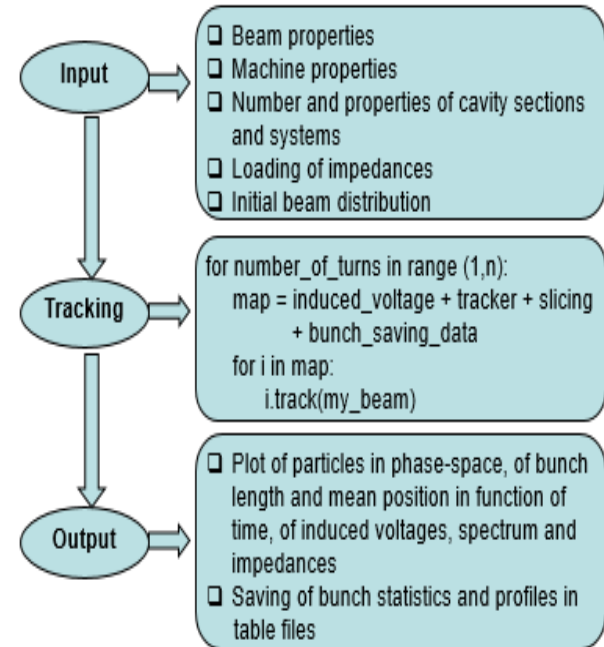 Input
❑ Beam properties
❑ Machine properties
❑ Number and properties of cavity sections
and systems
❑ Loading of impedances
❑ Initial beam distribution
Tracking
for number_of_turns in range (1,n):
map = induced_voltage + tracker + slicing
+ bunch_saving_data
for i in map:
i.track(my_beam)
Output
❑ Plot of particles in phase-space, of bunch
length and mean position in function of
time, of induced voltages, spectrum and
impedances
❑ Saving of bunch statistics and profiles in
table files